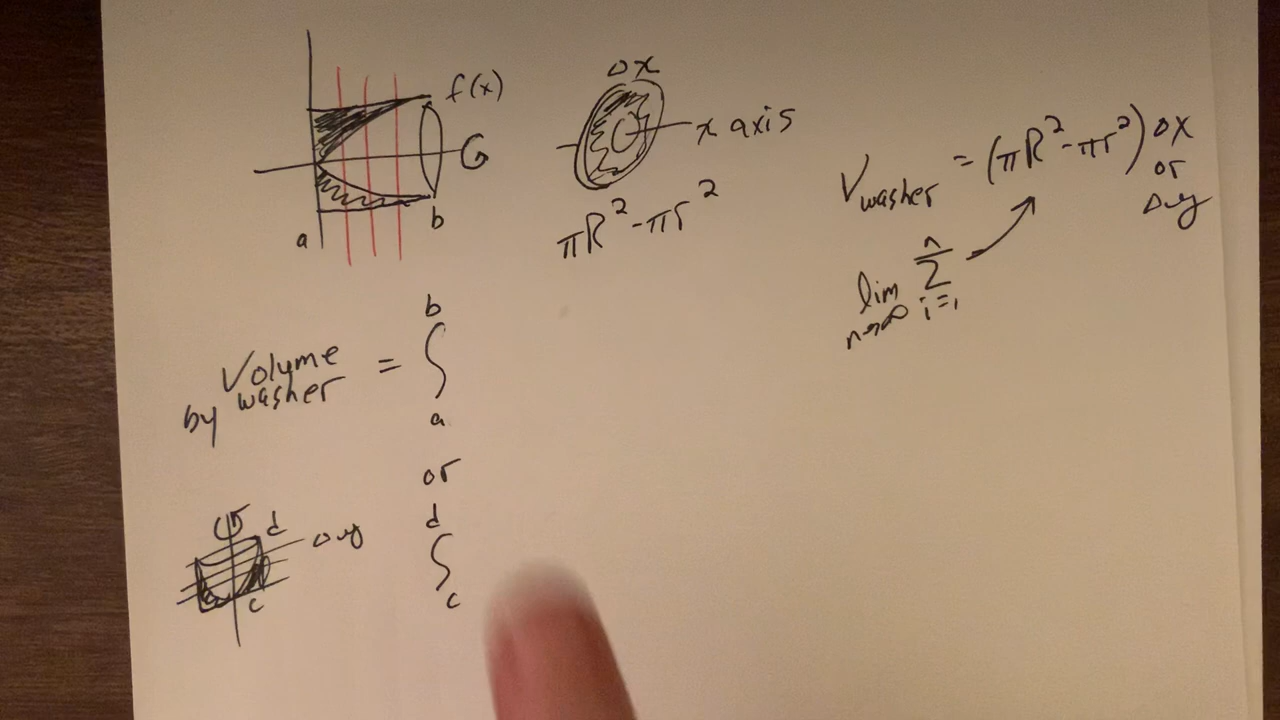 f(x)
a
b
Δx
x axis
πR²-πr²
V washer = (πR²-πr²) Δx
or
Δy
lim n→∞ n Σ i=1
Volume
by washer = ∫ b a
or
∫ d c
d
Δy
c